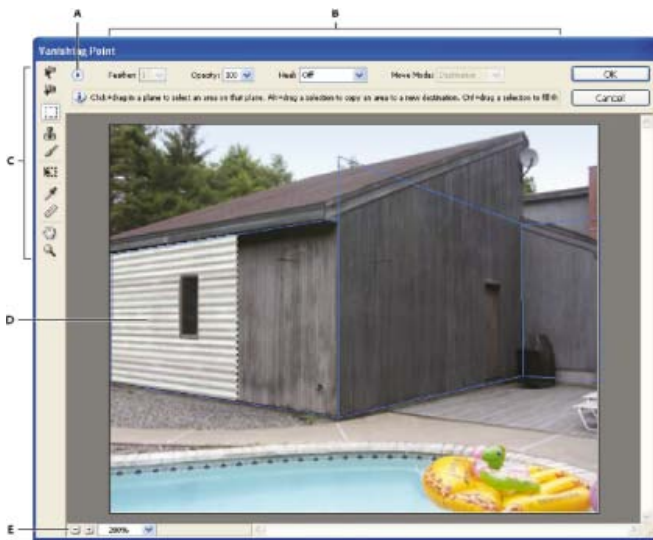 A
B
Vanishing Point
Feather: 1 Opacity: 100 Heal: Off Move Mode: Destination OK
Click+drag in a plane to select an area on that plane. Alt+drag a selection to copy an area to a new destination. Ctrl+drag a selection to fill
Cancel
C
D
E
200%